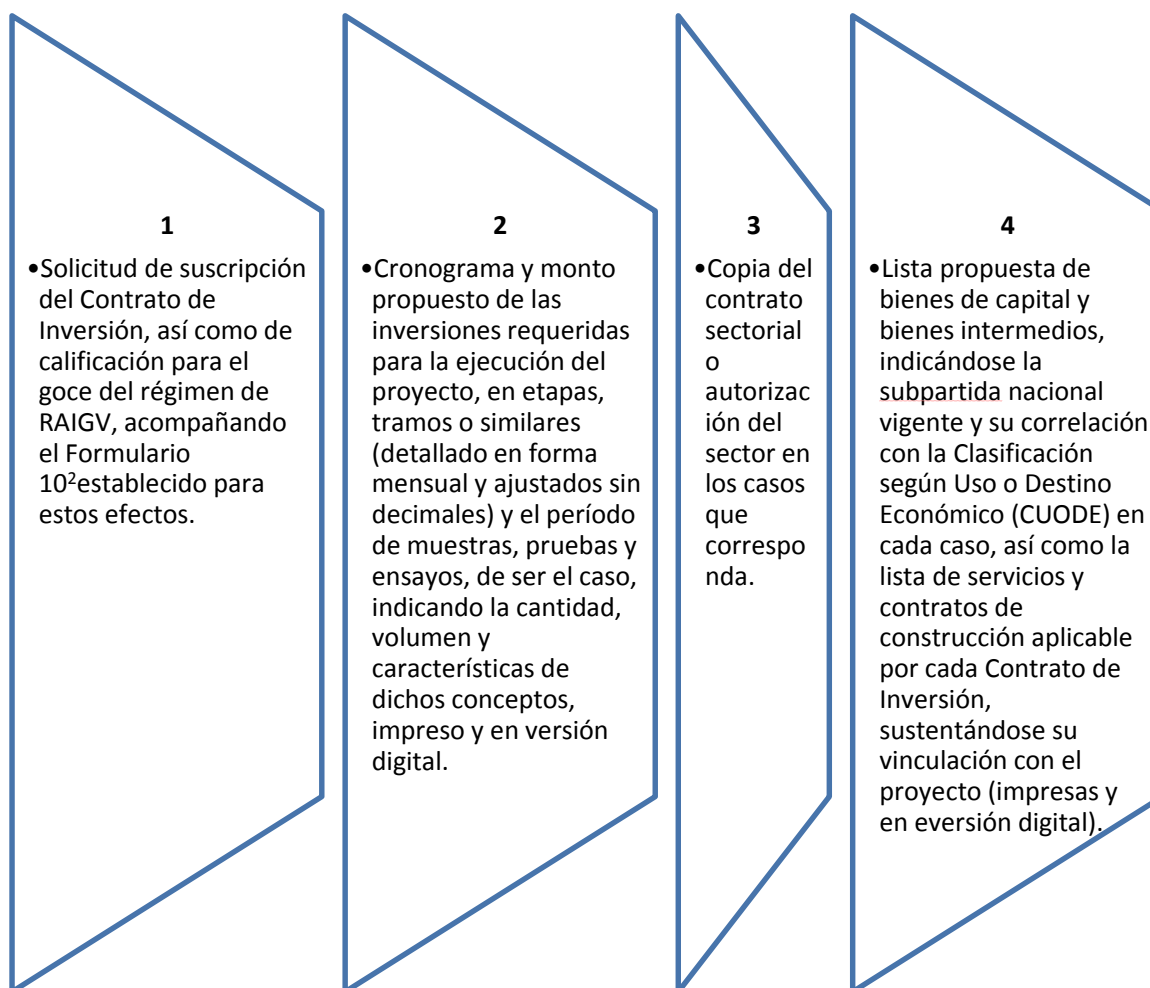 1
•Solicitud de suscripción
del Contrato de
Inversión, así como de
calificación para el
goce del régimen de
RAIGV, acompañando
el Formulario
10²establecido para
estos efectos.
2
•Cronograma y monto
propuesto de las
inversiones requeridas
para la ejecución del
proyecto, en etapas,
tramos o similares
(detallado en forma
mensual y ajustados sin
decimales) y el período
de muestras, pruebas y
ensayos, de ser el caso,
indicando la cantidad,
volumen y
características de
dichos conceptos,
impreso y en versión
digital.
3
•Copia del
contrato
sectorial
o
autorizac
ión del
sector en
los casos
que
correspo
nda.
4
•Lista propuesta de
bienes de capital y
bienes intermedios,
indicándose la
subpartida nacional
vigente y su correlación
con la Clasificación
según Uso o Destino
Económico (CUODE) en
cada caso, así como la
lista de servicios y
contratos de
construcción aplicable
por cada Contrato de
Inversión,
sustentándose su
vinculación con el
proyecto (impresas y
en eversión digital).